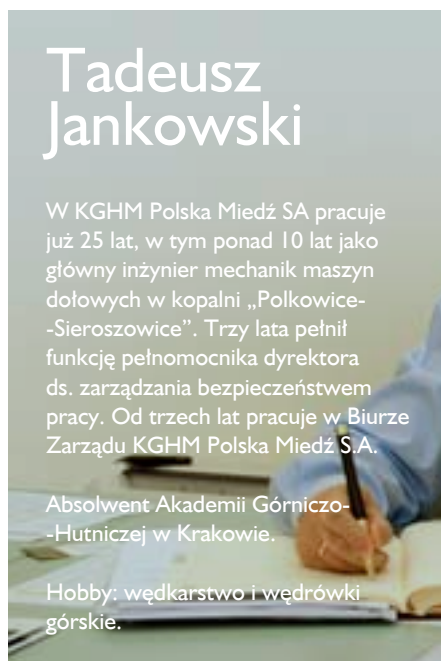 Tadeusz
Jankowski
W KGHM Polska Miedź SA pracuje
już 25 lat, w tym ponad 10 lat jako
główny inżynier mechanik maszyn
dołowych w kopalni „Polkowice-
-Sieroszowice”. Trzy lata pełnił
funkcję pełnomocnika dyrektora
ds. zarządzania bezpieczeństwem
pracy. Od trzech lat pracuje w Biurze
Zarządu KGHM Polska Miedź S.A.
Absolwent Akademii Górniczo-
-Hutniczej w Krakowie.
Hobby: wędkarstwo i wędrówki
górskie.